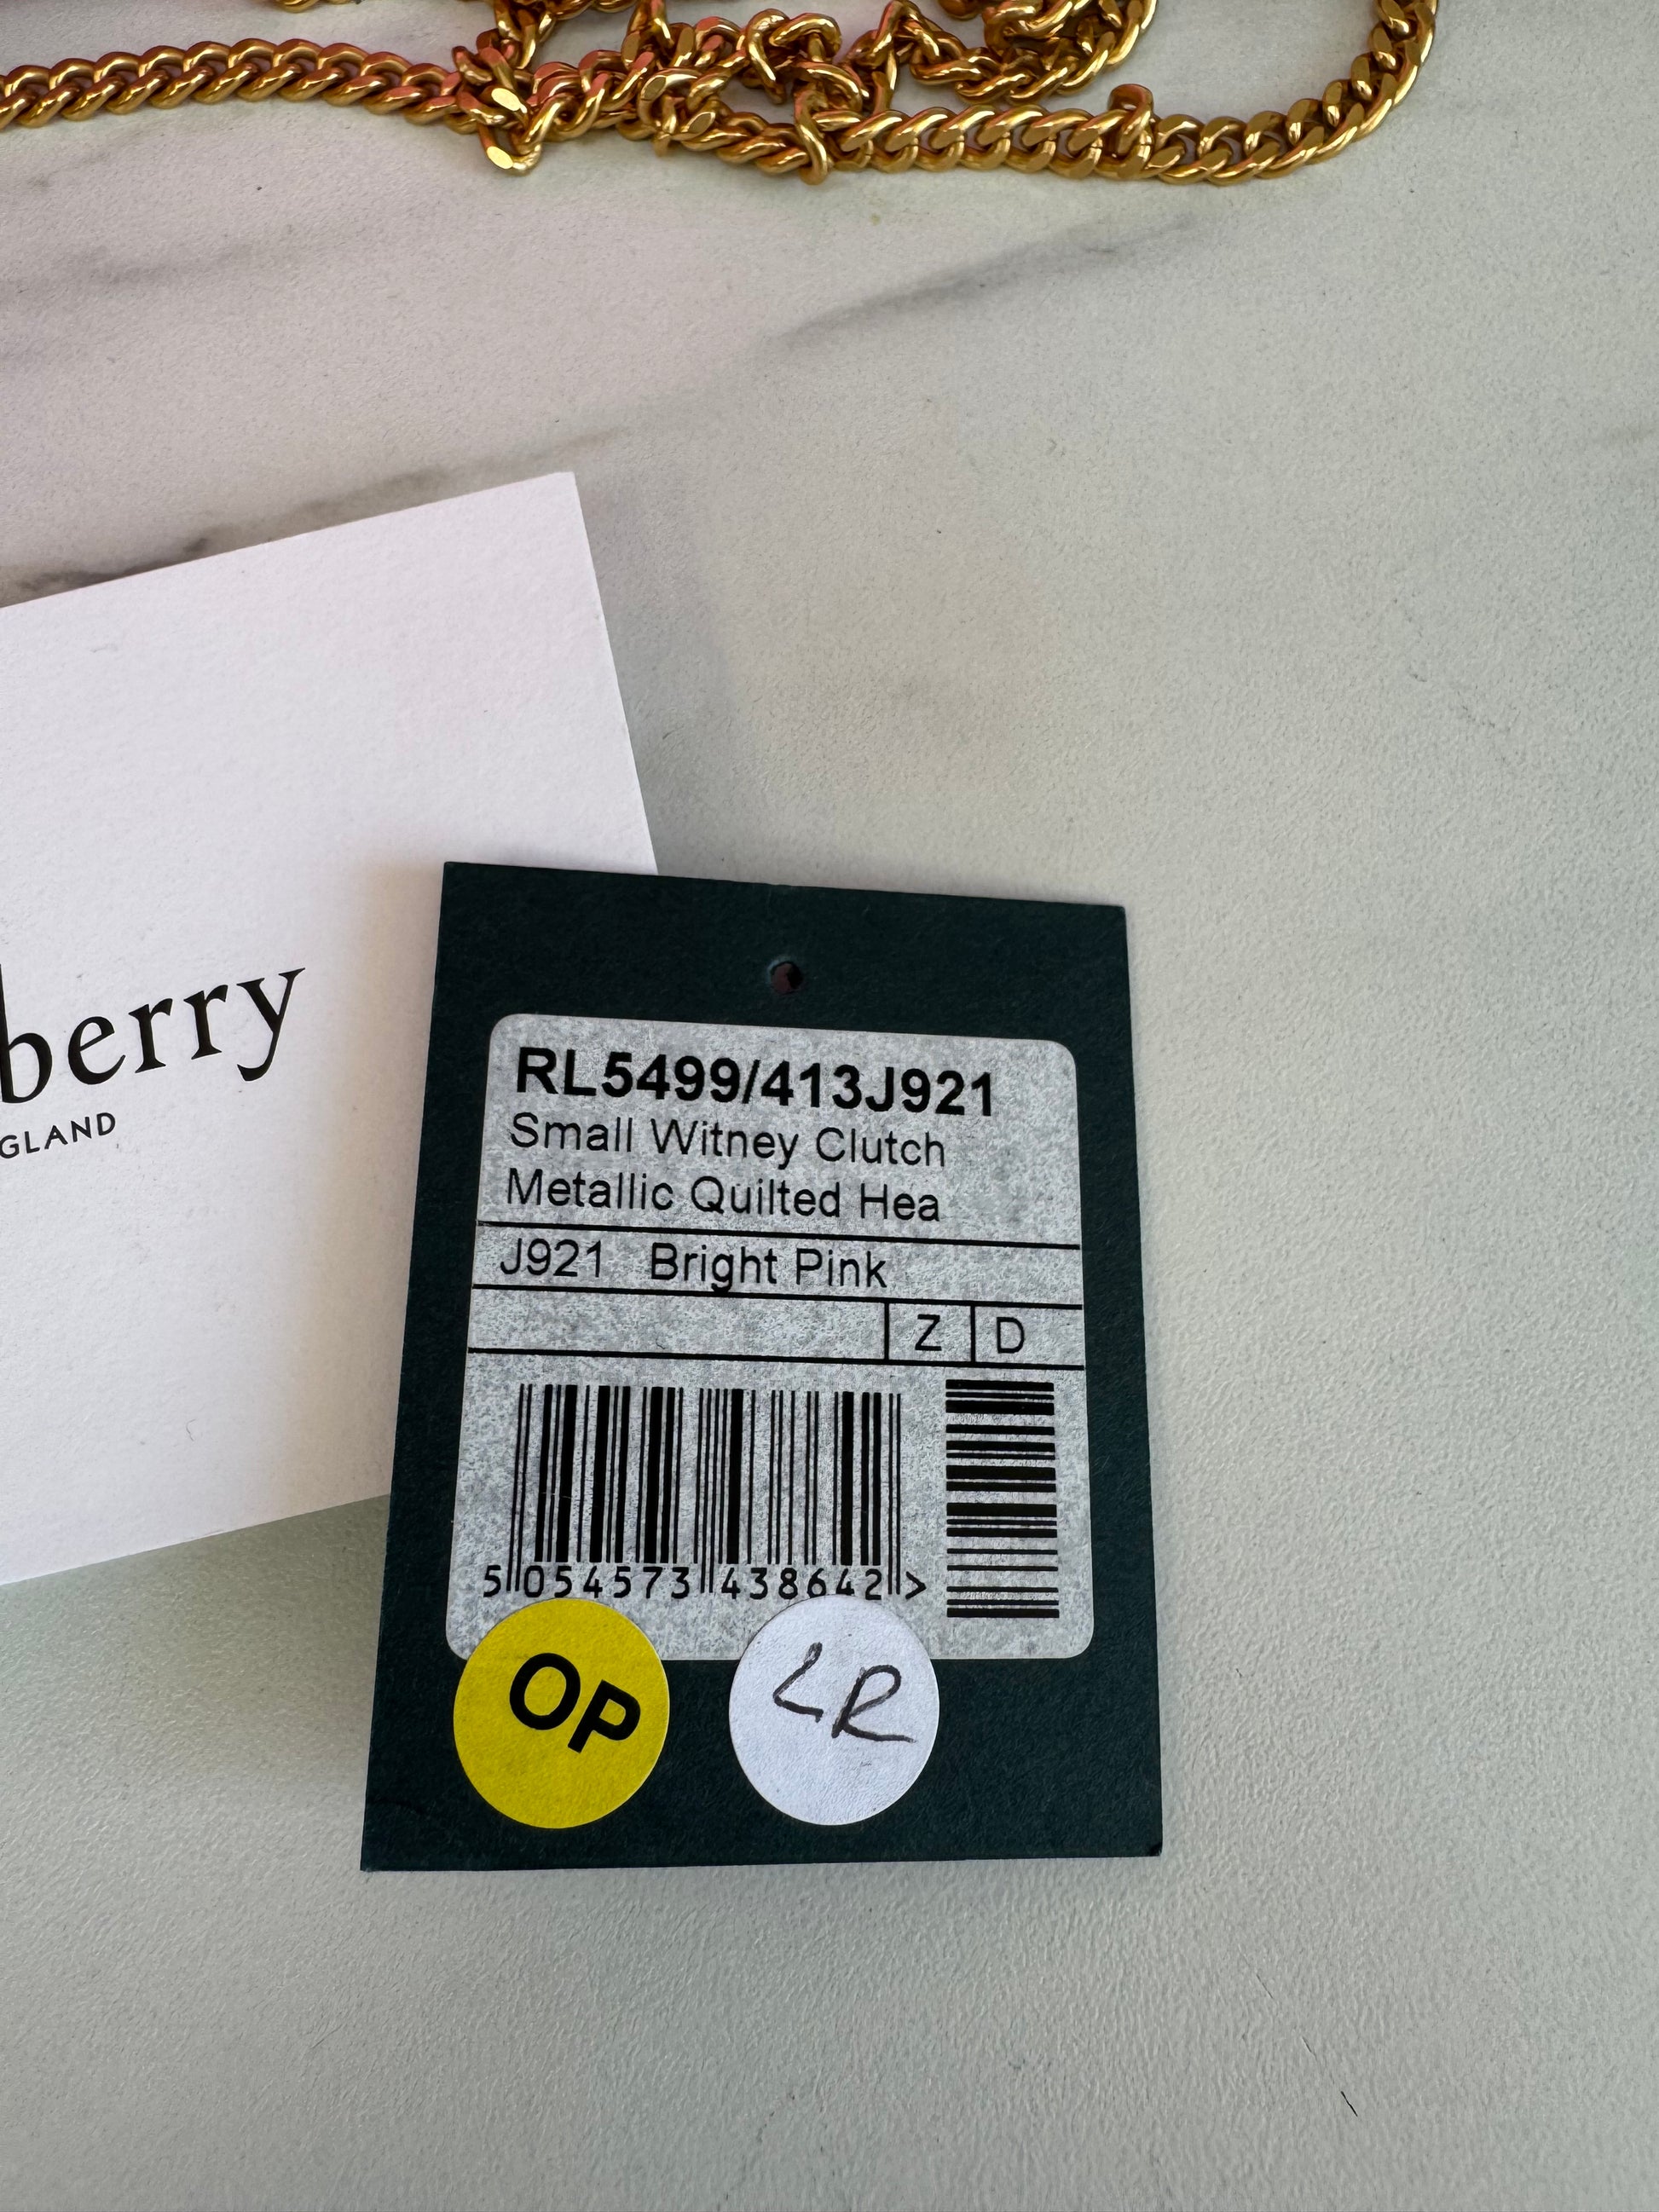 berry
GLAND
RL5499/413J921
Small Witney Clutch
Metallic Quilted Hea
J921 Bright Pink
Z D
5 054573 438642 >
OP
LR